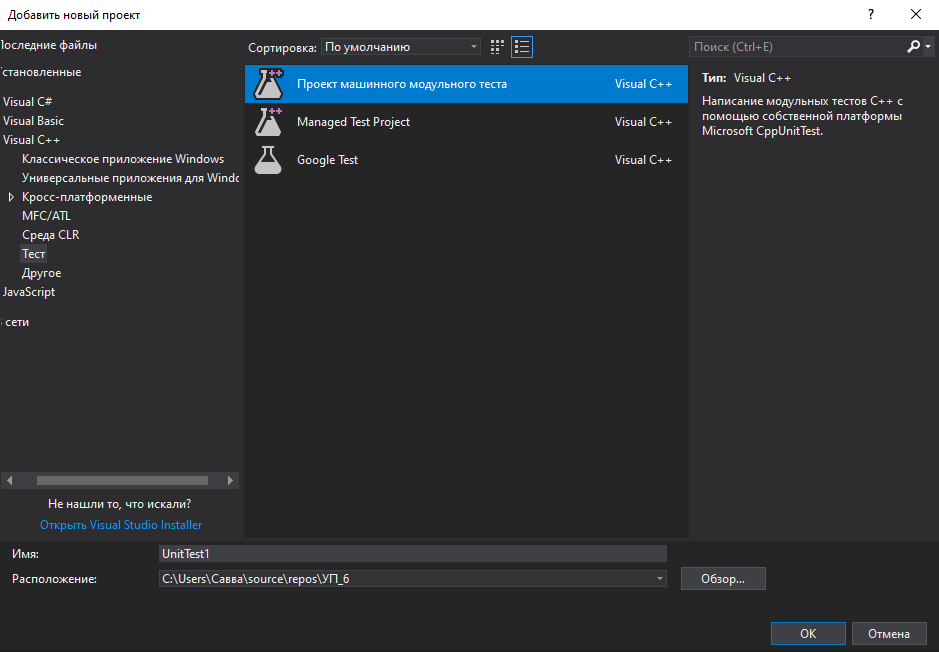 Добавить новый проект
?
Последние файлы
Установленные
Visual C#
Visual Basic
Visual C++
Классическое приложение Windows
Универсальные приложения для Windo
Кросс-платформенные
MFC/ATL
Среда CLR
Тест
Другое
JavaScript
сети
Не нашли то, что искали?
Открыть Visual Studio Installer
Сортировка: По умолчанию
Проект машинного модульного теста Visual C++
Managed Test Project Visual C++
Google Test Visual C++
Поиск (Ctrl+E)
Тип: Visual C++
Написание модульных тестов C++ с
помощью собственной платформы
Microsoft CppUnitTest.
Имя: UnitTest1
Расположение: C:\Users\Савва\source\repos\УП_6
Обзор...
ОК Отмена